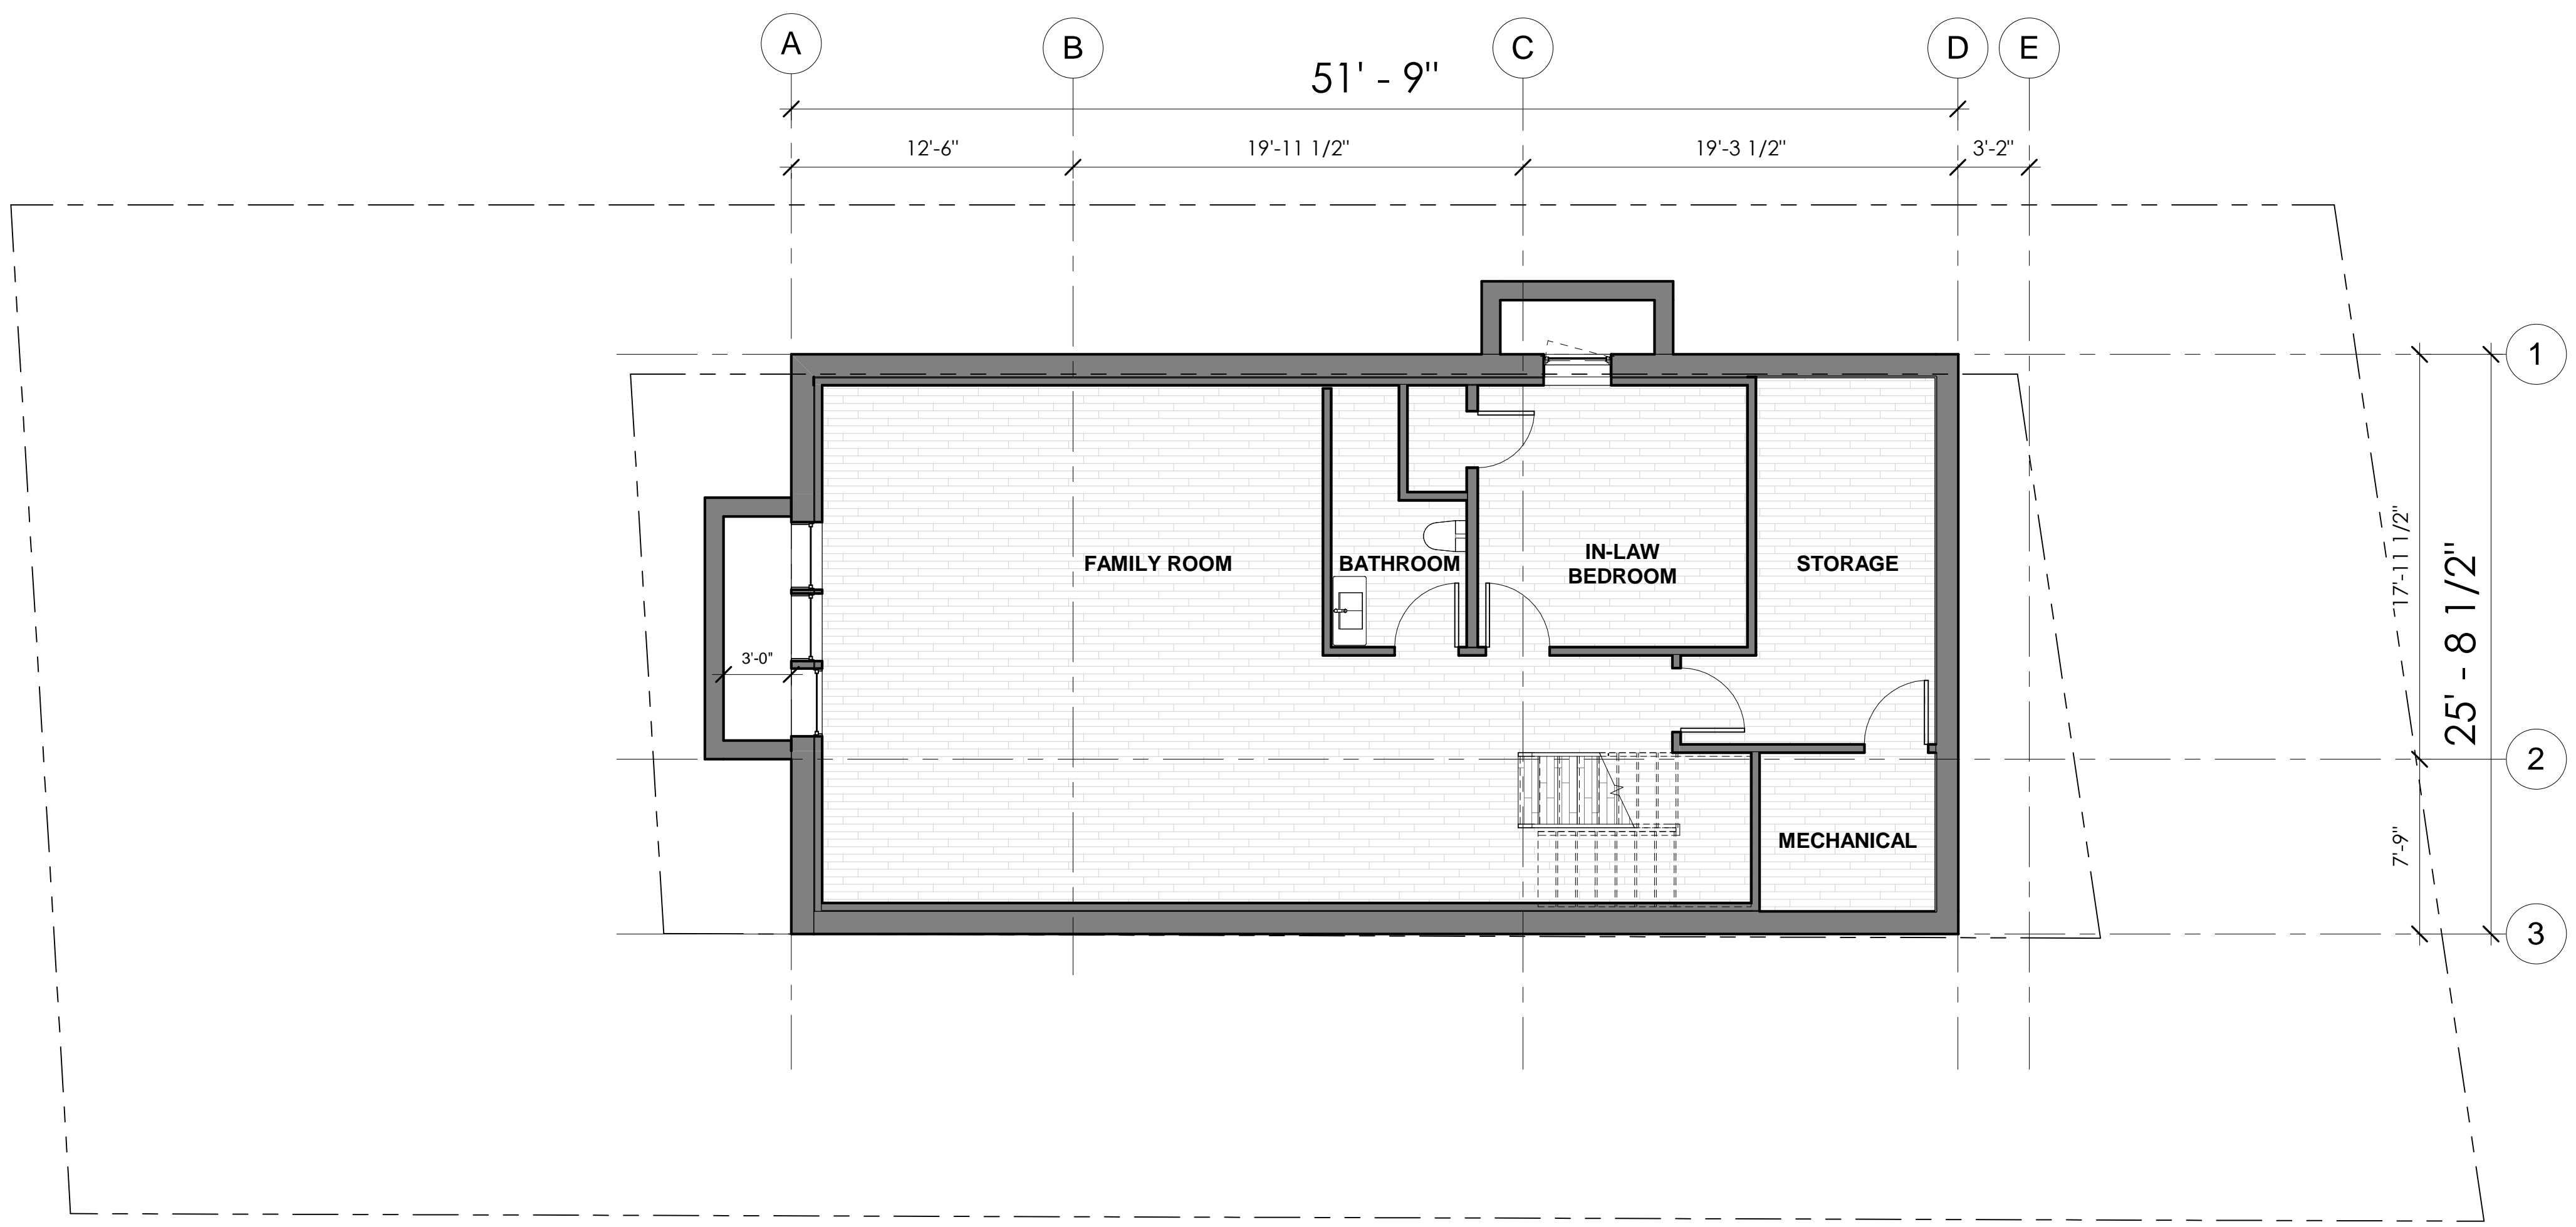 A
B
C
D
E
51' - 9"
12'-6"
19'-11 1/2"
19'-3 1/2"
3'-2"
1
17'-11 1/2"
25' - 8 1/2"
FAMILY ROOM
BATHROOM
IN-LAW
BEDROOM
STORAGE
3'-0"
2
7'-9"
MECHANICAL
3